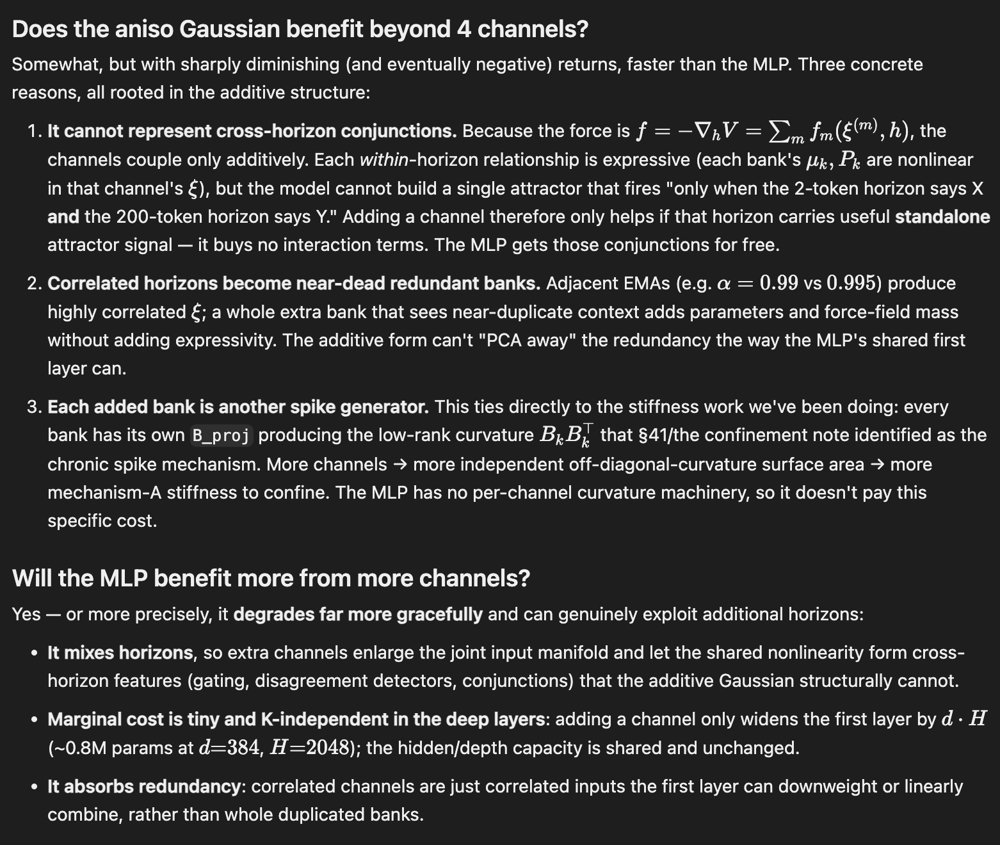 Does the aniso Gaussian benefit beyond 4 channels?
Somewhat, but with sharply diminishing (and eventually negative) returns, faster than the MLP. Three concrete
reasons, all rooted in the additive structure:
1. It cannot represent cross-horizon conjunctions. Because the force is f = −∇_h V = ∑_m f_m(ξ^(m), h), the
channels couple only additively. Each within-horizon relationship is expressive (each bank's μ_k, P_k are nonlinear
in that channel's ξ), but the model cannot build a single attractor that fires "only when the 2-token horizon says X
and the 200-token horizon says Y." Adding a channel therefore only helps if that horizon carries useful standalone
attractor signal — it buys no interaction terms. The MLP gets those conjunctions for free.
2. Correlated horizons become near-dead redundant banks. Adjacent EMAs (e.g. α = 0.99 vs 0.995) produce
highly correlated ξ; a whole extra bank that sees near-duplicate context adds parameters and force-field mass
without adding expressivity. The additive form can't "PCA away" the redundancy the way the MLP's shared first
layer can.
3. Each added bank is another spike generator. This ties directly to the stiffness work we've been doing: every
bank has its own B_proj producing the low-rank curvature B_k B_k^⊤ that §41/the confinement note identified as the
chronic spike mechanism. More channels → more independent off-diagonal-curvature surface area → more
mechanism-A stiffness to confine. The MLP has no per-channel curvature machinery, so it doesn't pay this
specific cost.
Will the MLP benefit more from more channels?
Yes — or more precisely, it degrades far more gracefully and can genuinely exploit additional horizons:
• It mixes horizons, so extra channels enlarge the joint input manifold and let the shared nonlinearity form cross-
horizon features (gating, disagreement detectors, conjunctions) that the additive Gaussian structurally cannot.
• Marginal cost is tiny and K-independent in the deep layers: adding a channel only widens the first layer by d · H
(~0.8M params at d=384, H=2048); the hidden/depth capacity is shared and unchanged.
• It absorbs redundancy: correlated channels are just correlated inputs the first layer can downweight or linearly
combine, rather than whole duplicated banks.